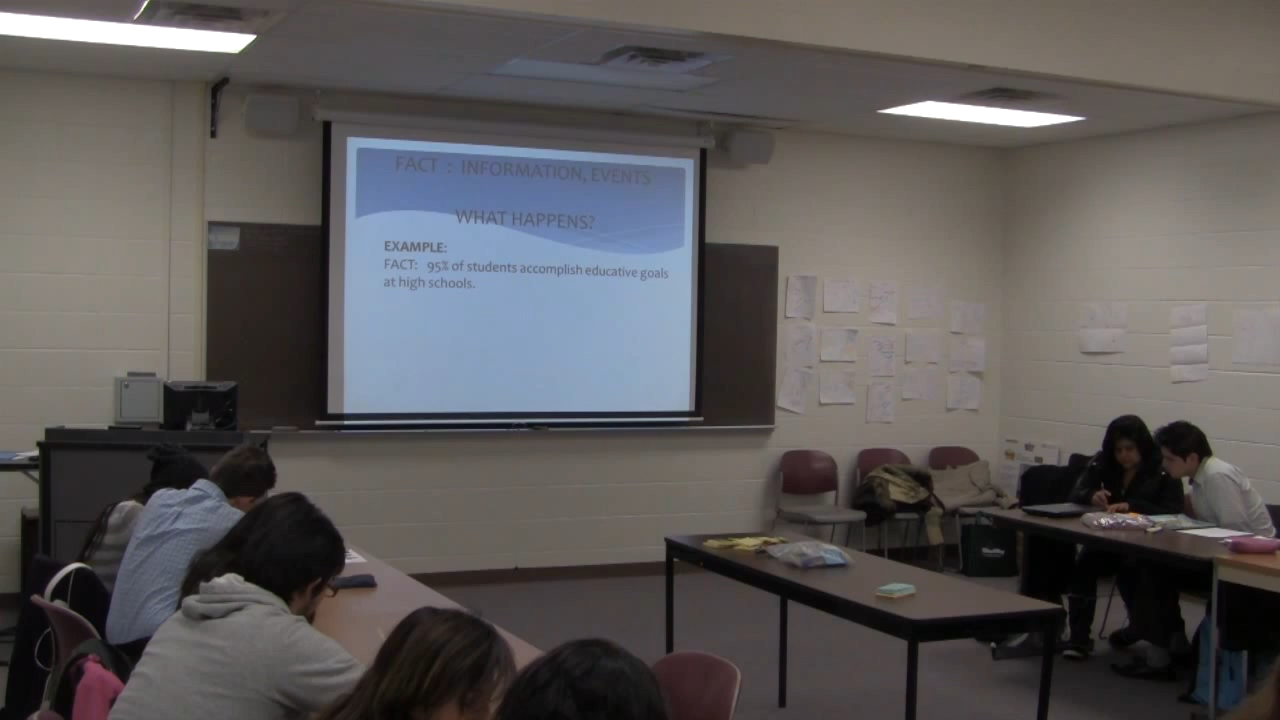 FACT : INFORMATION, EVENTS
WHAT HAPPENS?
EXAMPLE:
FACT: 95% of students accomplish educative goals
at high schools.